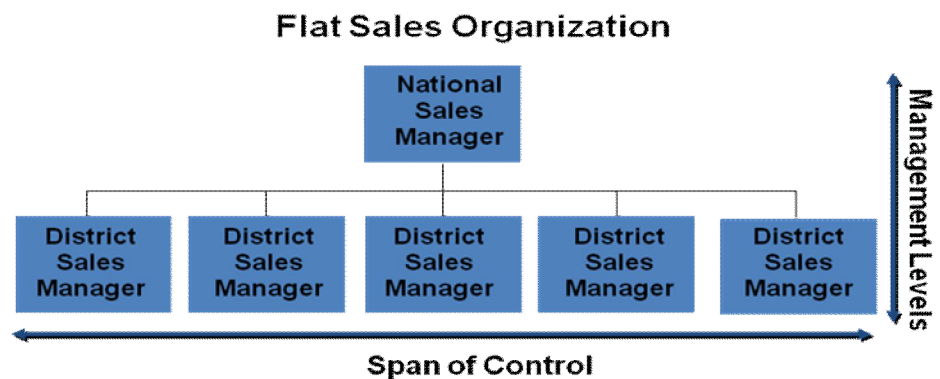 Flat Sales Organization
National
Sales
Manager
District
Sales
Manager
District
Sales
Manager
District
Sales
Manager
District
Sales
Manager
District
Sales
Manager
Management Levels
Span of Control